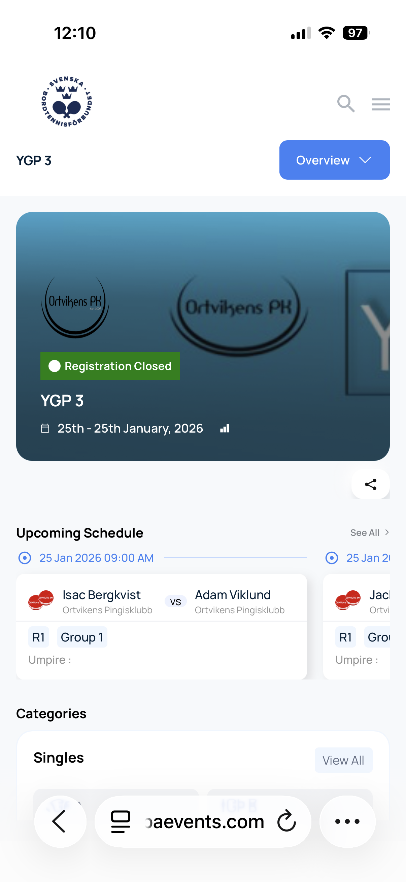 12:10
97
SVENSKA
BORDTENNISFÖRBUNDET
YGP 3
Overview
Ortvikens PK
Ortvikens PK
Y
Registration Closed
YGP 3
25th - 25th January, 2026
Upcoming Schedule
See All
25 Jan 2026 09:00 AM
25 Jan 20
Isac Bergkvist
Ortvikens Pingisklubb
VS
Adam Viklund
Ortvikens Pingisklubb
Jac
Ortvi
R1 Group 1
R1 Grou
Umpire :
Umpire :
Categories
Singles
View All
aevents.com